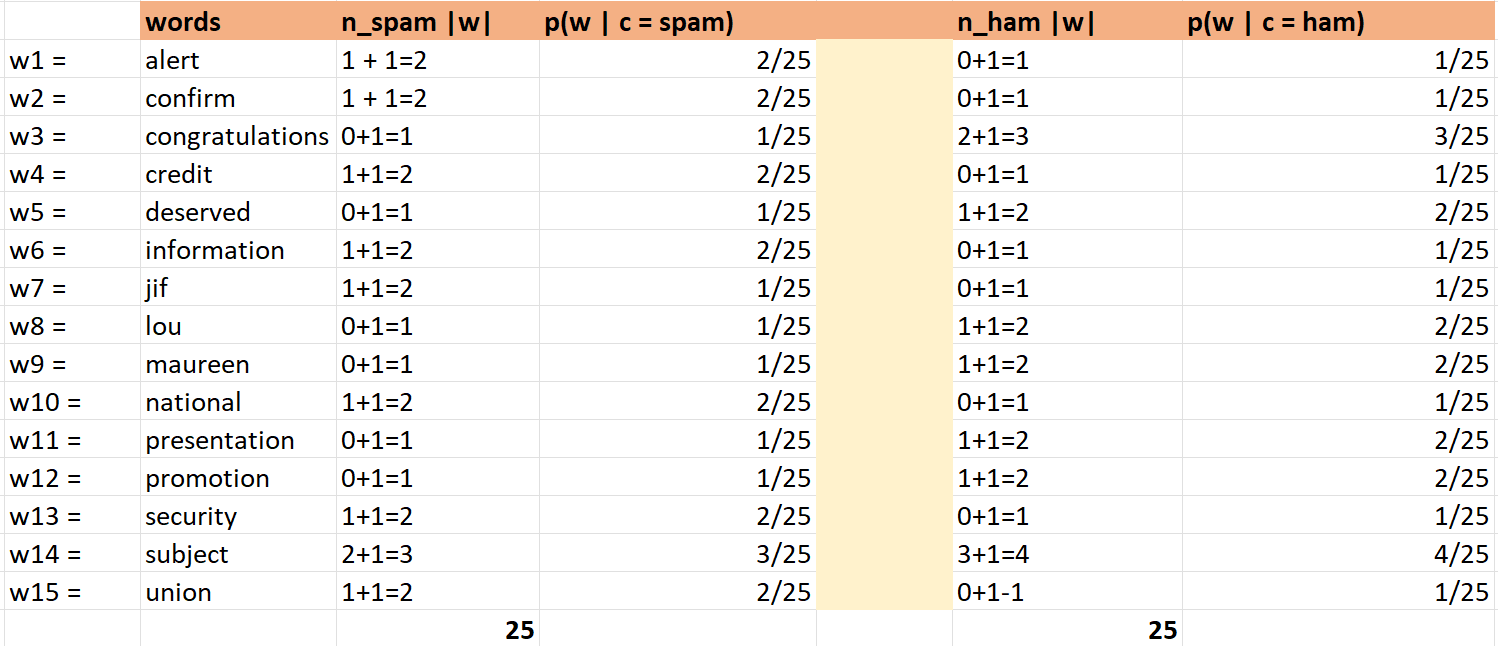 words n_spam |w| p(w | c = spam) n_ham |w| p(w | c = ham)
w1 = alert 1 + 1=2 2/25 0+1=1 1/25
w2 = confirm 1 + 1=2 2/25 0+1=1 1/25
w3 = congratulations 0+1=1 1/25 2+1=3 3/25
w4 = credit 1+1=2 2/25 0+1=1 1/25
w5 = deserved 0+1=1 1/25 1+1=2 2/25
w6 = information 1+1=2 2/25 0+1=1 1/25
w7 = jif 1+1=2 1/25 0+1=1 1/25
w8 = lou 0+1=1 1/25 1+1=2 2/25
w9 = maureen 0+1=1 1/25 1+1=2 2/25
w10 = national 1+1=2 2/25 0+1=1 1/25
w11 = presentation 0+1=1 1/25 1+1=2 2/25
w12 = promotion 0+1=1 1/25 1+1=2 2/25
w13 = security 1+1=2 2/25 0+1=1 1/25
w14 = subject 2+1=3 3/25 3+1=4 4/25
w15 = union 1+1=2 2/25 0+1-1 1/25
25 25